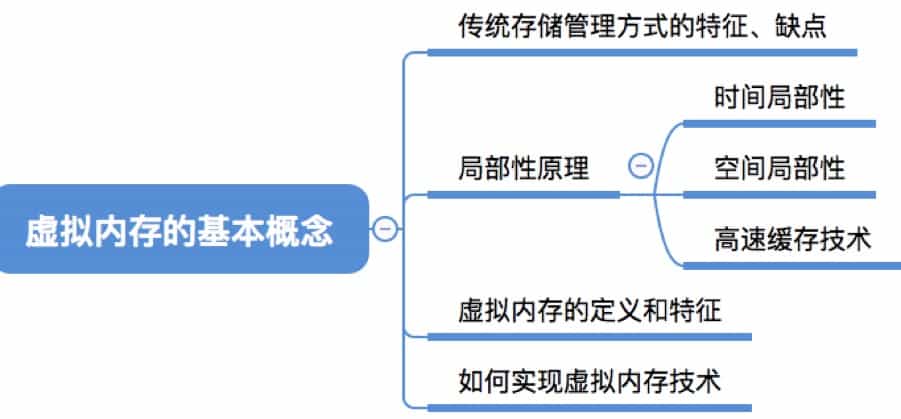 传统存储管理方式的特征、缺点
时间局部性
局部性原理
空间局部性
虚拟内存的基本概念
高速缓存技术
虚拟内存的定义和特征
如何实现虚拟内存技术